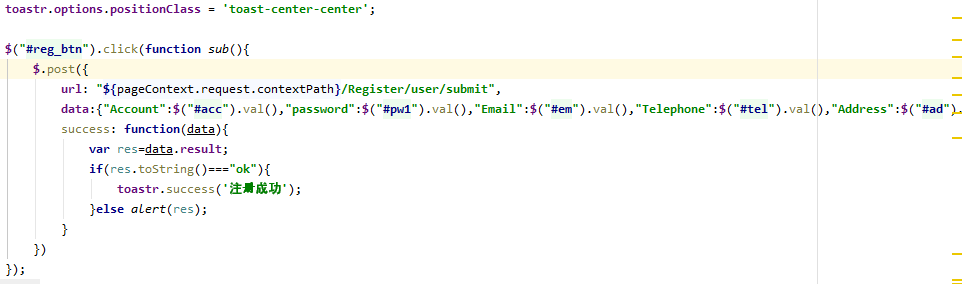 toastr.options.positionClass = 'toast-center-center';
$("#reg_btn").click(function sub(){
$.post({
url: "${pageContext.request.contextPath}/Register/user/submit",
data:{"Account":$("#acc").val(),"password":$("#pw1").val(),"Email":$("#em").val(),"Telephone":$("#tel").val(),"Address":$("#ad").
success: function(data){
var res=data.result;
if(res.toString()==="ok"){
toastr.success('注册成功');
}else alert(res);
}
})
});